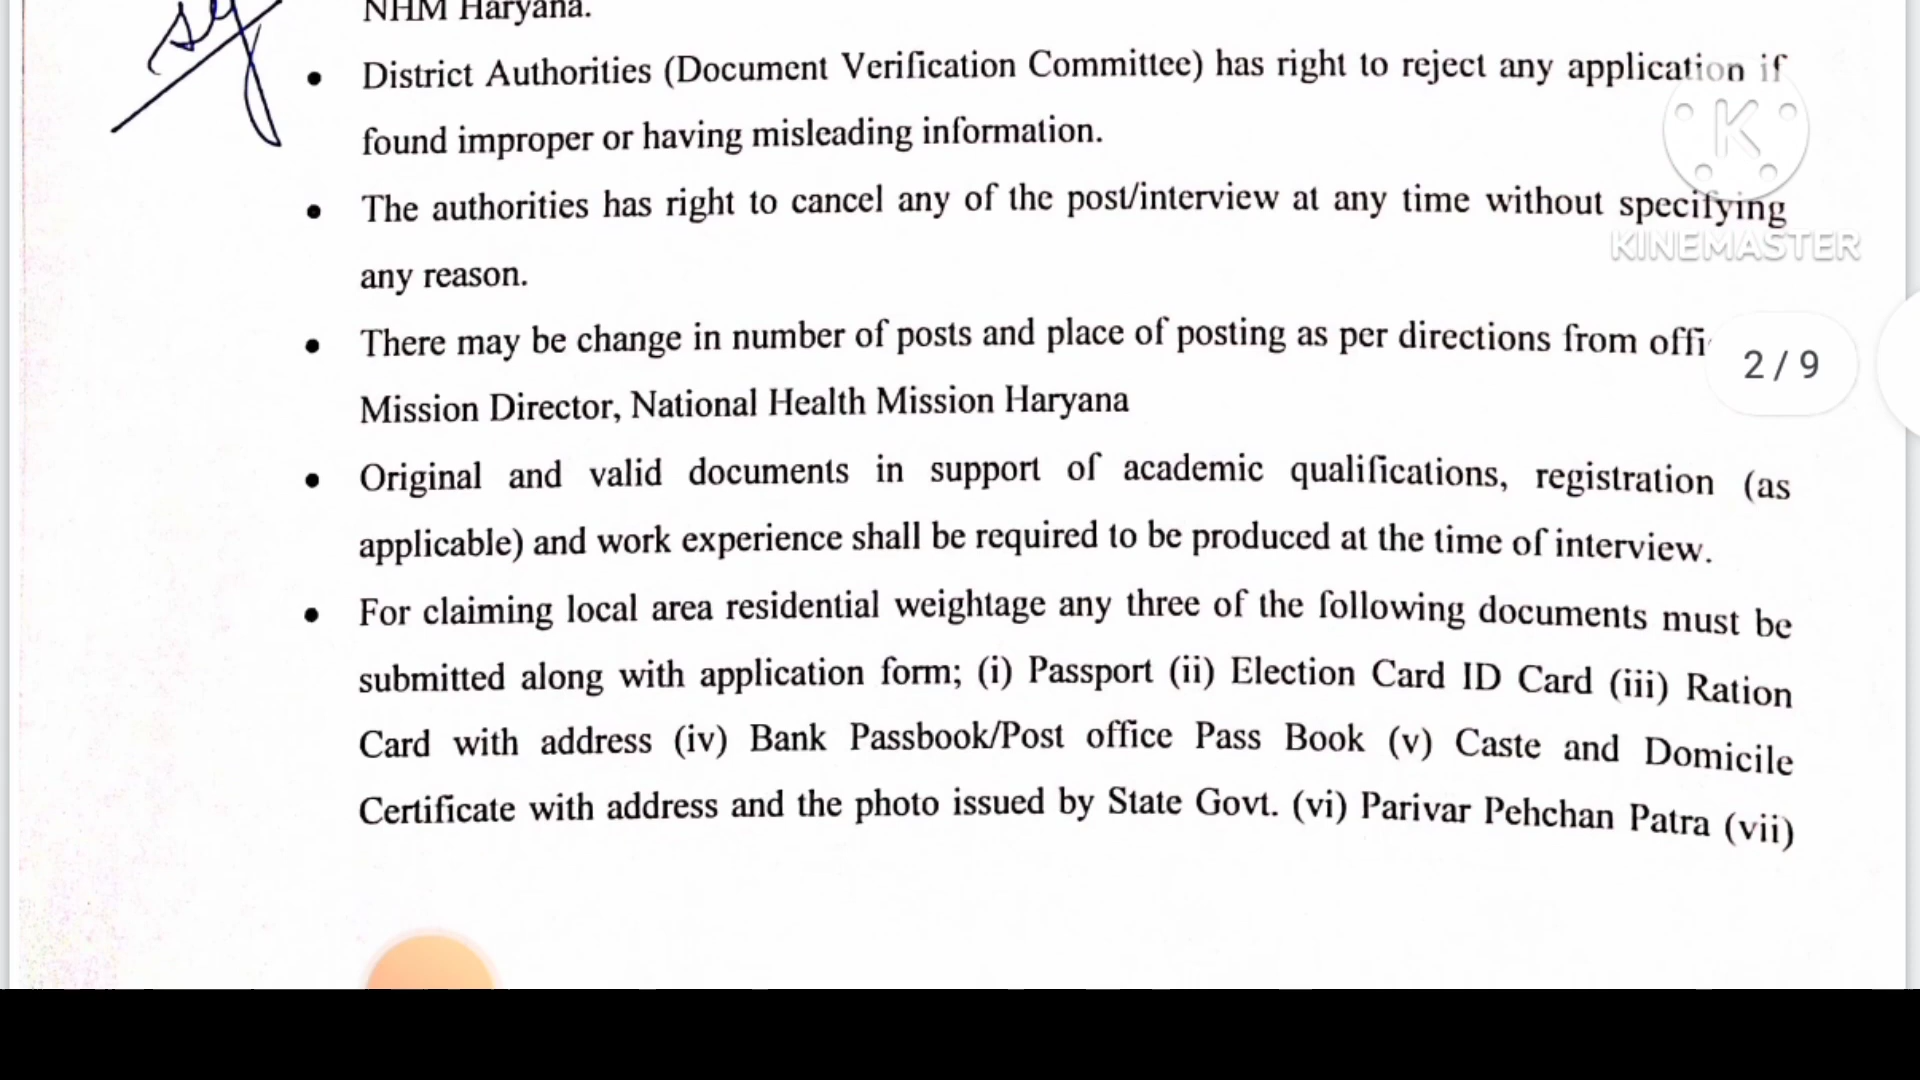 NHM Haryana.
• District Authorities (Document Verification Committee) has right to reject any application if
found improper or having misleading information.
• The authorities has right to cancel any of the post/interview at any time without specifying
any reason.
• There may be change in number of posts and place of posting as per directions from offi
Mission Director, National Health Mission Haryana
• Original and valid documents in support of academic qualifications, registration (as
applicable) and work experience shall be required to be produced at the time of interview.
• For claiming local area residential weightage any three of the following documents must be
submitted along with application form; (i) Passport (ii) Election Card ID Card (iii) Ration
Card with address (iv) Bank Passbook/Post office Pass Book (v) Caste and Domicile
Certificate with address and the photo issued by State Govt. (vi) Parivar Pehchan Patra (vii)
K
KINEMASTER
2 / 9